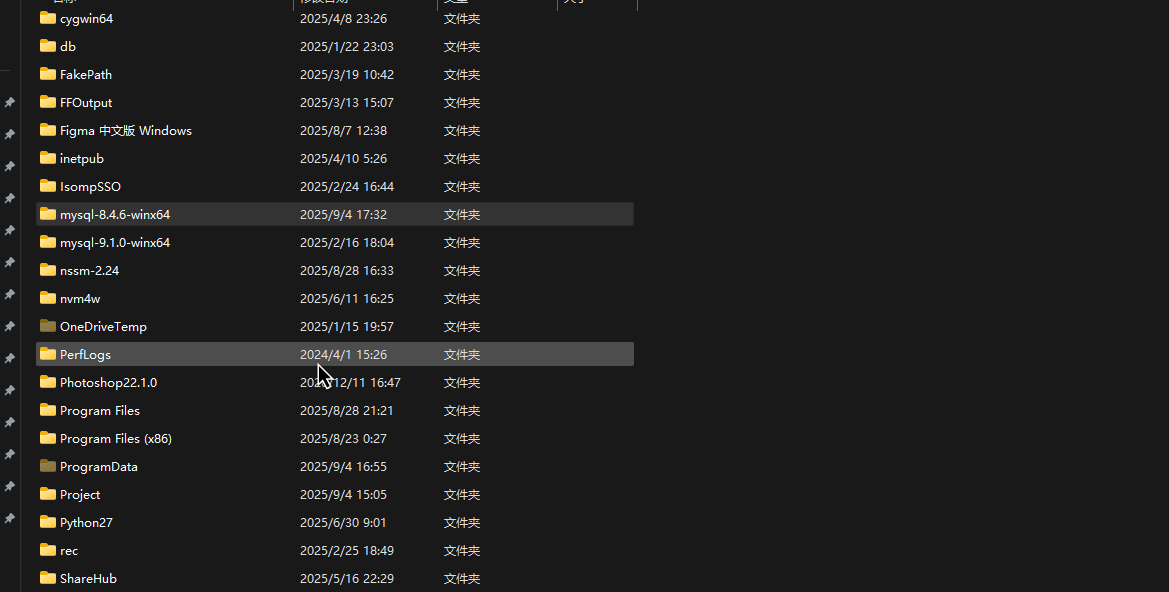 cygwin64 2025/4/8 23:26 文件夹
db 2025/1/22 23:03 文件夹
FakePath 2025/3/19 10:42 文件夹
FFOutput 2025/3/13 15:07 文件夹
Figma 中文版 Windows 2025/8/7 12:38 文件夹
inetpub 2025/4/10 5:26 文件夹
IsompSSO 2025/2/24 16:44 文件夹
mysql-8.4.6-winx64 2025/9/4 17:32 文件夹
mysql-9.1.0-winx64 2025/2/16 18:04 文件夹
nssm-2.24 2025/8/28 16:33 文件夹
nvm4w 2025/6/11 16:25 文件夹
OneDriveTemp 2025/1/15 19:57 文件夹
PerfLogs 2024/4/1 15:26 文件夹
Photoshop22.1.0 12/11 16:47 文件夹
Program Files 2025/8/28 21:21 文件夹
Program Files (x86) 2025/8/23 0:27 文件夹
ProgramData 2025/9/4 16:55 文件夹
Project 2025/9/4 15:05 文件夹
Python27 2025/6/30 9:01 文件夹
rec 2025/2/25 18:49 文件夹
ShareHub 2025/5/16 22:29 文件夹